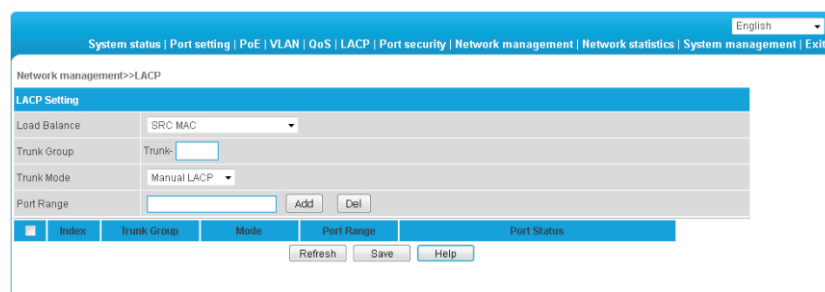 English
System status | Port setting | PoE | VLAN | QoS | LACP | Port security | Network management | Network statistics | System management | Exit
Network management>>LACP
LACP Setting
Load Balance SRC MAC
Trunk Group Trunk-
Trunk Mode Manual LACP
Port Range Add Del
Index Trunk Group Mode Port Range Port Status
Refresh Save Help